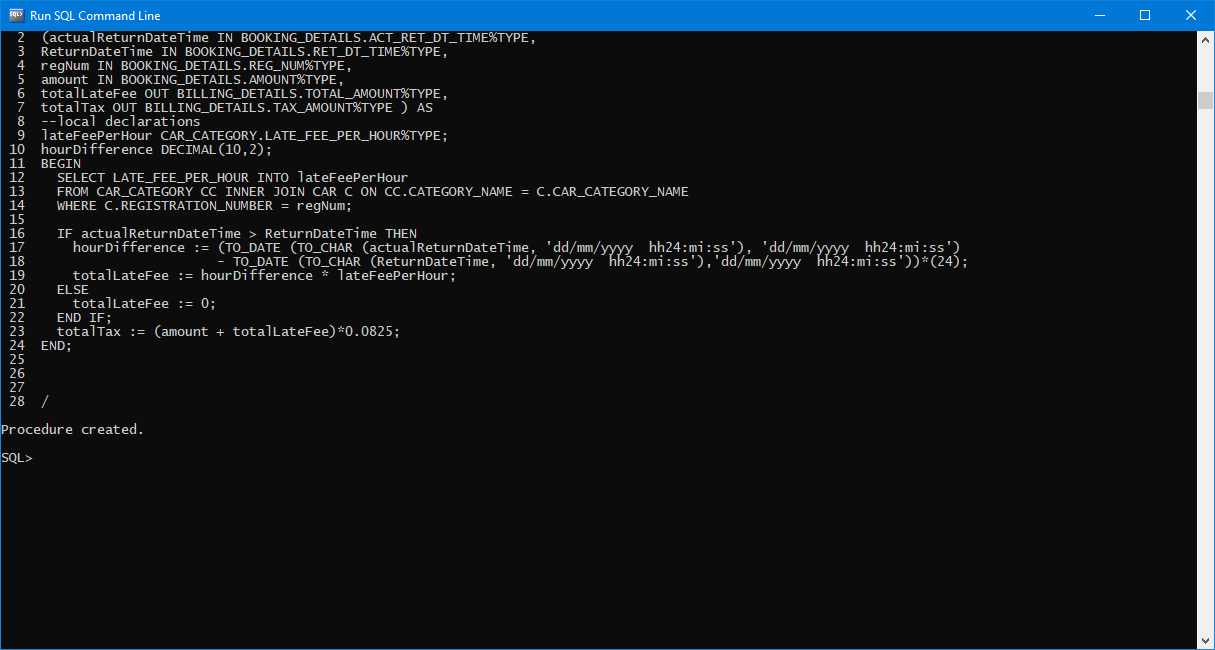 Run SQL Command Line
2 (actualReturnDateTime IN BOOKING_DETAILS.ACT_RET_DT_TIME%TYPE,
3 ReturnDateTime IN BOOKING_DETAILS.RET_DT_TIME%TYPE,
4 regNum IN BOOKING_DETAILS.REG_NUM%TYPE,
5 amount IN BOOKING_DETAILS.AMOUNT%TYPE,
6 totalLateFee OUT BILLING_DETAILS.TOTAL_AMOUNT%TYPE,
7 totalTax OUT BILLING_DETAILS.TAX_AMOUNT%TYPE ) AS
8 --local declarations
9 lateFeePerHour CAR_CATEGORY.LATE_FEE_PER_HOUR%TYPE;
10 hourDifference DECIMAL(10,2);
11 BEGIN
12   SELECT LATE_FEE_PER_HOUR INTO lateFeePerHour
13   FROM CAR_CATEGORY CC INNER JOIN CAR C ON CC.CATEGORY_NAME = C.CAR_CATEGORY_NAME
14   WHERE C.REGISTRATION_NUMBER = regNum;
15
16   IF actualReturnDateTime > ReturnDateTime THEN
17     hourDifference := (TO_DATE (TO_CHAR (actualReturnDateTime, 'dd/mm/yyyy  hh24:mi:ss'), 'dd/mm/yyyy  hh24:mi:ss')
18                       - TO_DATE (TO_CHAR (ReturnDateTime, 'dd/mm/yyyy  hh24:mi:ss'),'dd/mm/yyyy  hh24:mi:ss'))*(24);
19     totalLateFee := hourDifference * lateFeePerHour;
20   ELSE
21     totalLateFee := 0;
22   END IF;
23   totalTax := (amount + totalLateFee)*0.0825;
24 END;
25
26
27
28 /
Procedure created.
SQL>